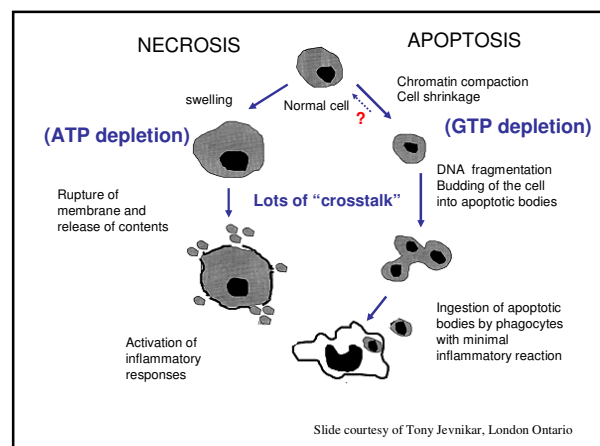 NECROSIS
APOPTOSIS
swelling
Normal cell
?
Chromatin compaction
Cell shrinkage
(ATP depletion)
(GTP depletion)
Rupture of
membrane and
release of contents
Lots of “crosstalk”
DNA fragmentation
Budding of the cell
into apoptotic bodies
Activation of
inflammatory
responses
Ingestion of apoptotic
bodies by phagocytes
with minimal
inflammatory reaction
Slide courtesy of Tony Jevnikar, London Ontario